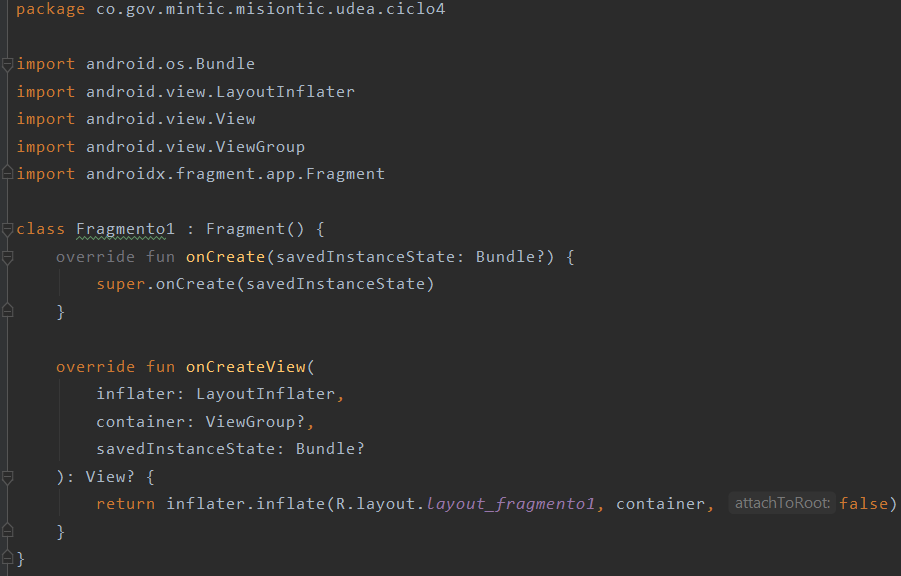 package co.gov.mintic.misiontic.udea.ciclo4
import android.os.Bundle
import android.view.LayoutInflater
import android.view.View
import android.view.ViewGroup
import androidx.fragment.app.Fragment
class Fragmento1 : Fragment() {
override fun onCreate(savedInstanceState: Bundle?) {
super.onCreate(savedInstanceState)
}
override fun onCreateView(
inflater: LayoutInflater,
container: ViewGroup?,
savedInstanceState: Bundle?
): View? {
return inflater.inflate(R.layout.layout_fragmento1, container, attachToRoot: false)
}
}